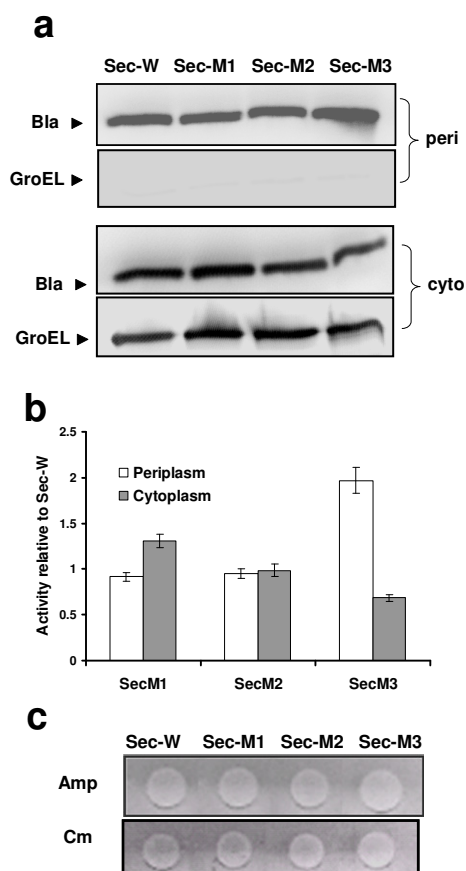 a
Sec-W Sec-M1 Sec-M2 Sec-M3
Bla ►
peri
GroEL ►
Bla ►
cyto
GroEL ►
b
2.5
2
1.5
1
0.5
0
Activity relative to Sec-W
Periplasm
Cytoplasm
SecM1 SecM2 SecM3
c
Sec-W Sec-M1 Sec-M2 Sec-M3
Amp
Cm